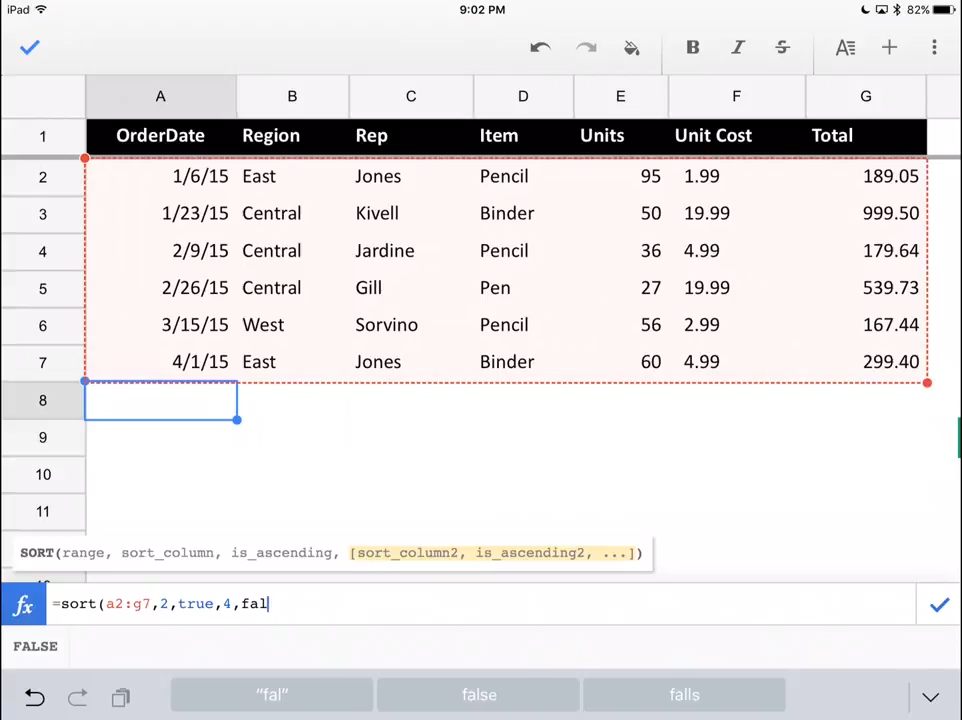 iPad 9:02 PM 82%
B I S A
A B C D E F G
1 OrderDate Region Rep Item Units Unit Cost Total
2 1/6/15 East Jones Pencil 95 1.99 189.05
3 1/23/15 Central Kivell Binder 50 19.99 999.50
4 2/9/15 Central Jardine Pencil 36 4.99 179.64
5 2/26/15 Central Gill Pen 27 19.99 539.73
6 3/15/15 West Sorvino Pencil 56 2.99 167.44
7 4/1/15 East Jones Binder 60 4.99 299.40
8
9
10
11
SORT(range, sort_column, is_ascending, [sort_column2, is_ascending2, ...])
fx =sort(a2:g7,2,true,4,fal
FALSE
“fal” false falls